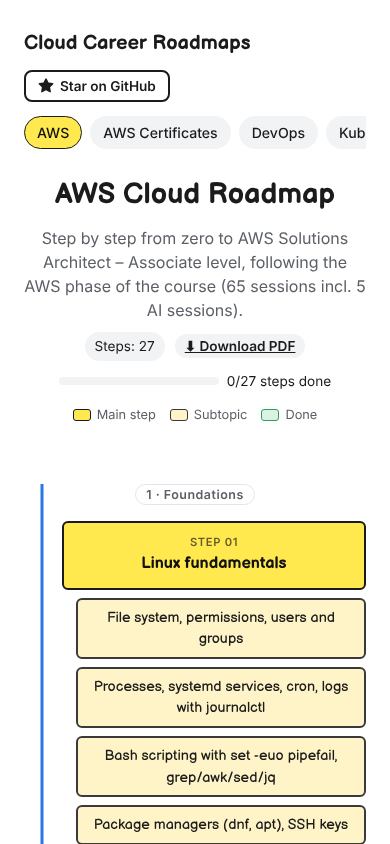 Cloud Career Roadmaps
Star on GitHub
AWS
AWS Certificates
DevOps
Kub
AWS Cloud Roadmap
Step by step from zero to AWS Solutions
Architect – Associate level, following the
AWS phase of the course (65 sessions incl. 5
AI sessions).
Steps: 27
⬇ Download PDF
0/27 steps done
Main step
Subtopic
Done
1 · Foundations
STEP 01
Linux fundamentals
File system, permissions, users and
groups
Processes, systemd services, cron, logs
with journalctl
Bash scripting with set -euo pipefail,
grep/awk/sed/jq
Package managers (dnf, apt), SSH keys